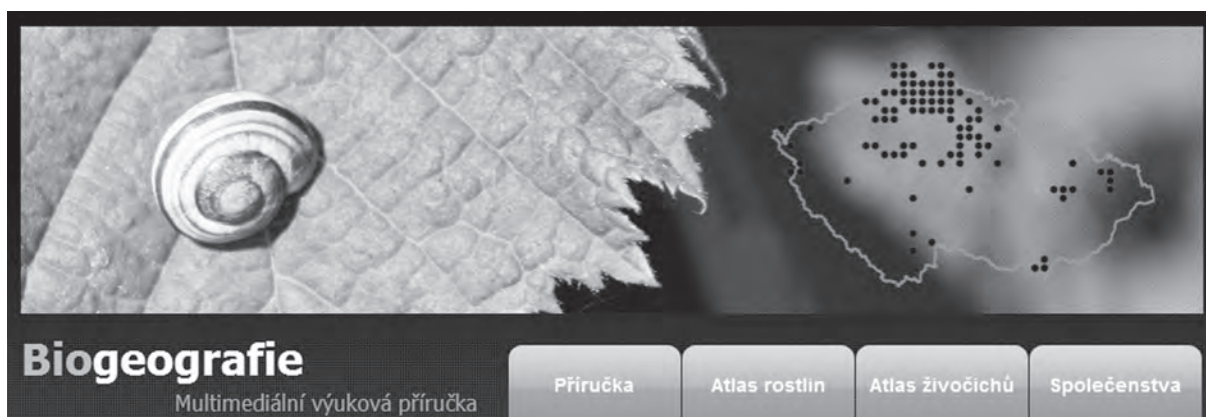 Biogeografie
Multimediální výuková příručka
Příručka
Atlas rostlin
Atlas živočichů
Společenstva